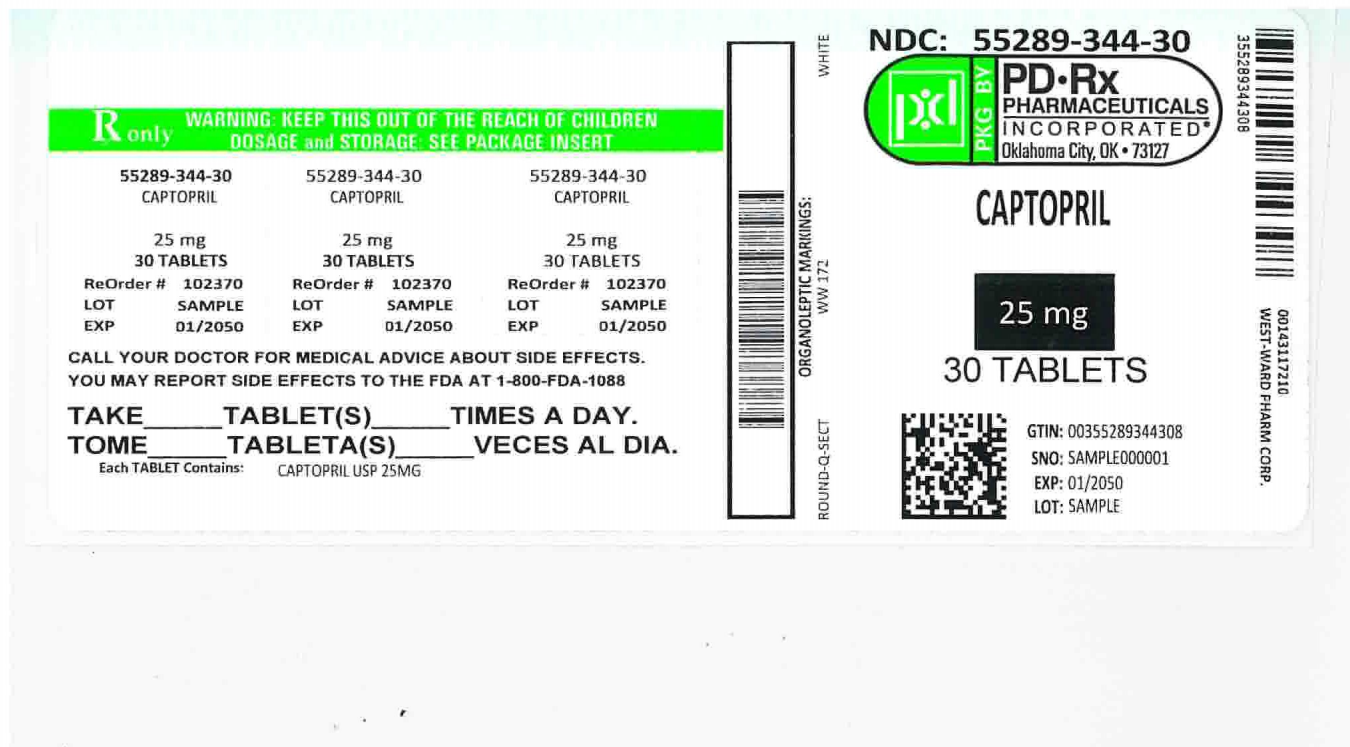 R only
WARNING: KEEP THIS OUT OF THE REACH OF CHILDREN
DOSAGE and STORAGE: SEE PACKAGE INSERT
55289-344-30 55289-344-30 55289-344-30
CAPTOPRIL CAPTOPRIL CAPTOPRIL
25 mg 25 mg 25 mg
30 TABLETS 30 TABLETS 30 TABLETS
ReOrder # 102370 ReOrder # 102370 ReOrder # 102370
LOT SAMPLE LOT SAMPLE LOT SAMPLE
EXP 01/2050 EXP 01/2050 EXP 01/2050
CALL YOUR DOCTOR FOR MEDICAL ADVICE ABOUT SIDE EFFECTS.
YOU MAY REPORT SIDE EFFECTS TO THE FDA AT 1-800-FDA-1088
TAKE_____TABLET(S)_____TIMES A DAY.
TOME_____TABLETA(S)_____VECES AL DIA.
Each TABLET Contains: CAPTOPRIL USP 25MG
ORGANOLEPTIC MARKINGS:
ROUND-Q-SECT WW 172 WHITE
NDC: 55289-344-30
pd
PKG BY
PD•Rx
PHARMACEUTICALS
INCORPORATED®
Oklahoma City, OK • 73127
CAPTOPRIL
25 mg
30 TABLETS
GTIN: 00355289344308
SNO: SAMPLE000001
EXP: 01/2050
LOT: SAMPLE
355289344308
00143117210
WEST-WARD PHARM CORP.